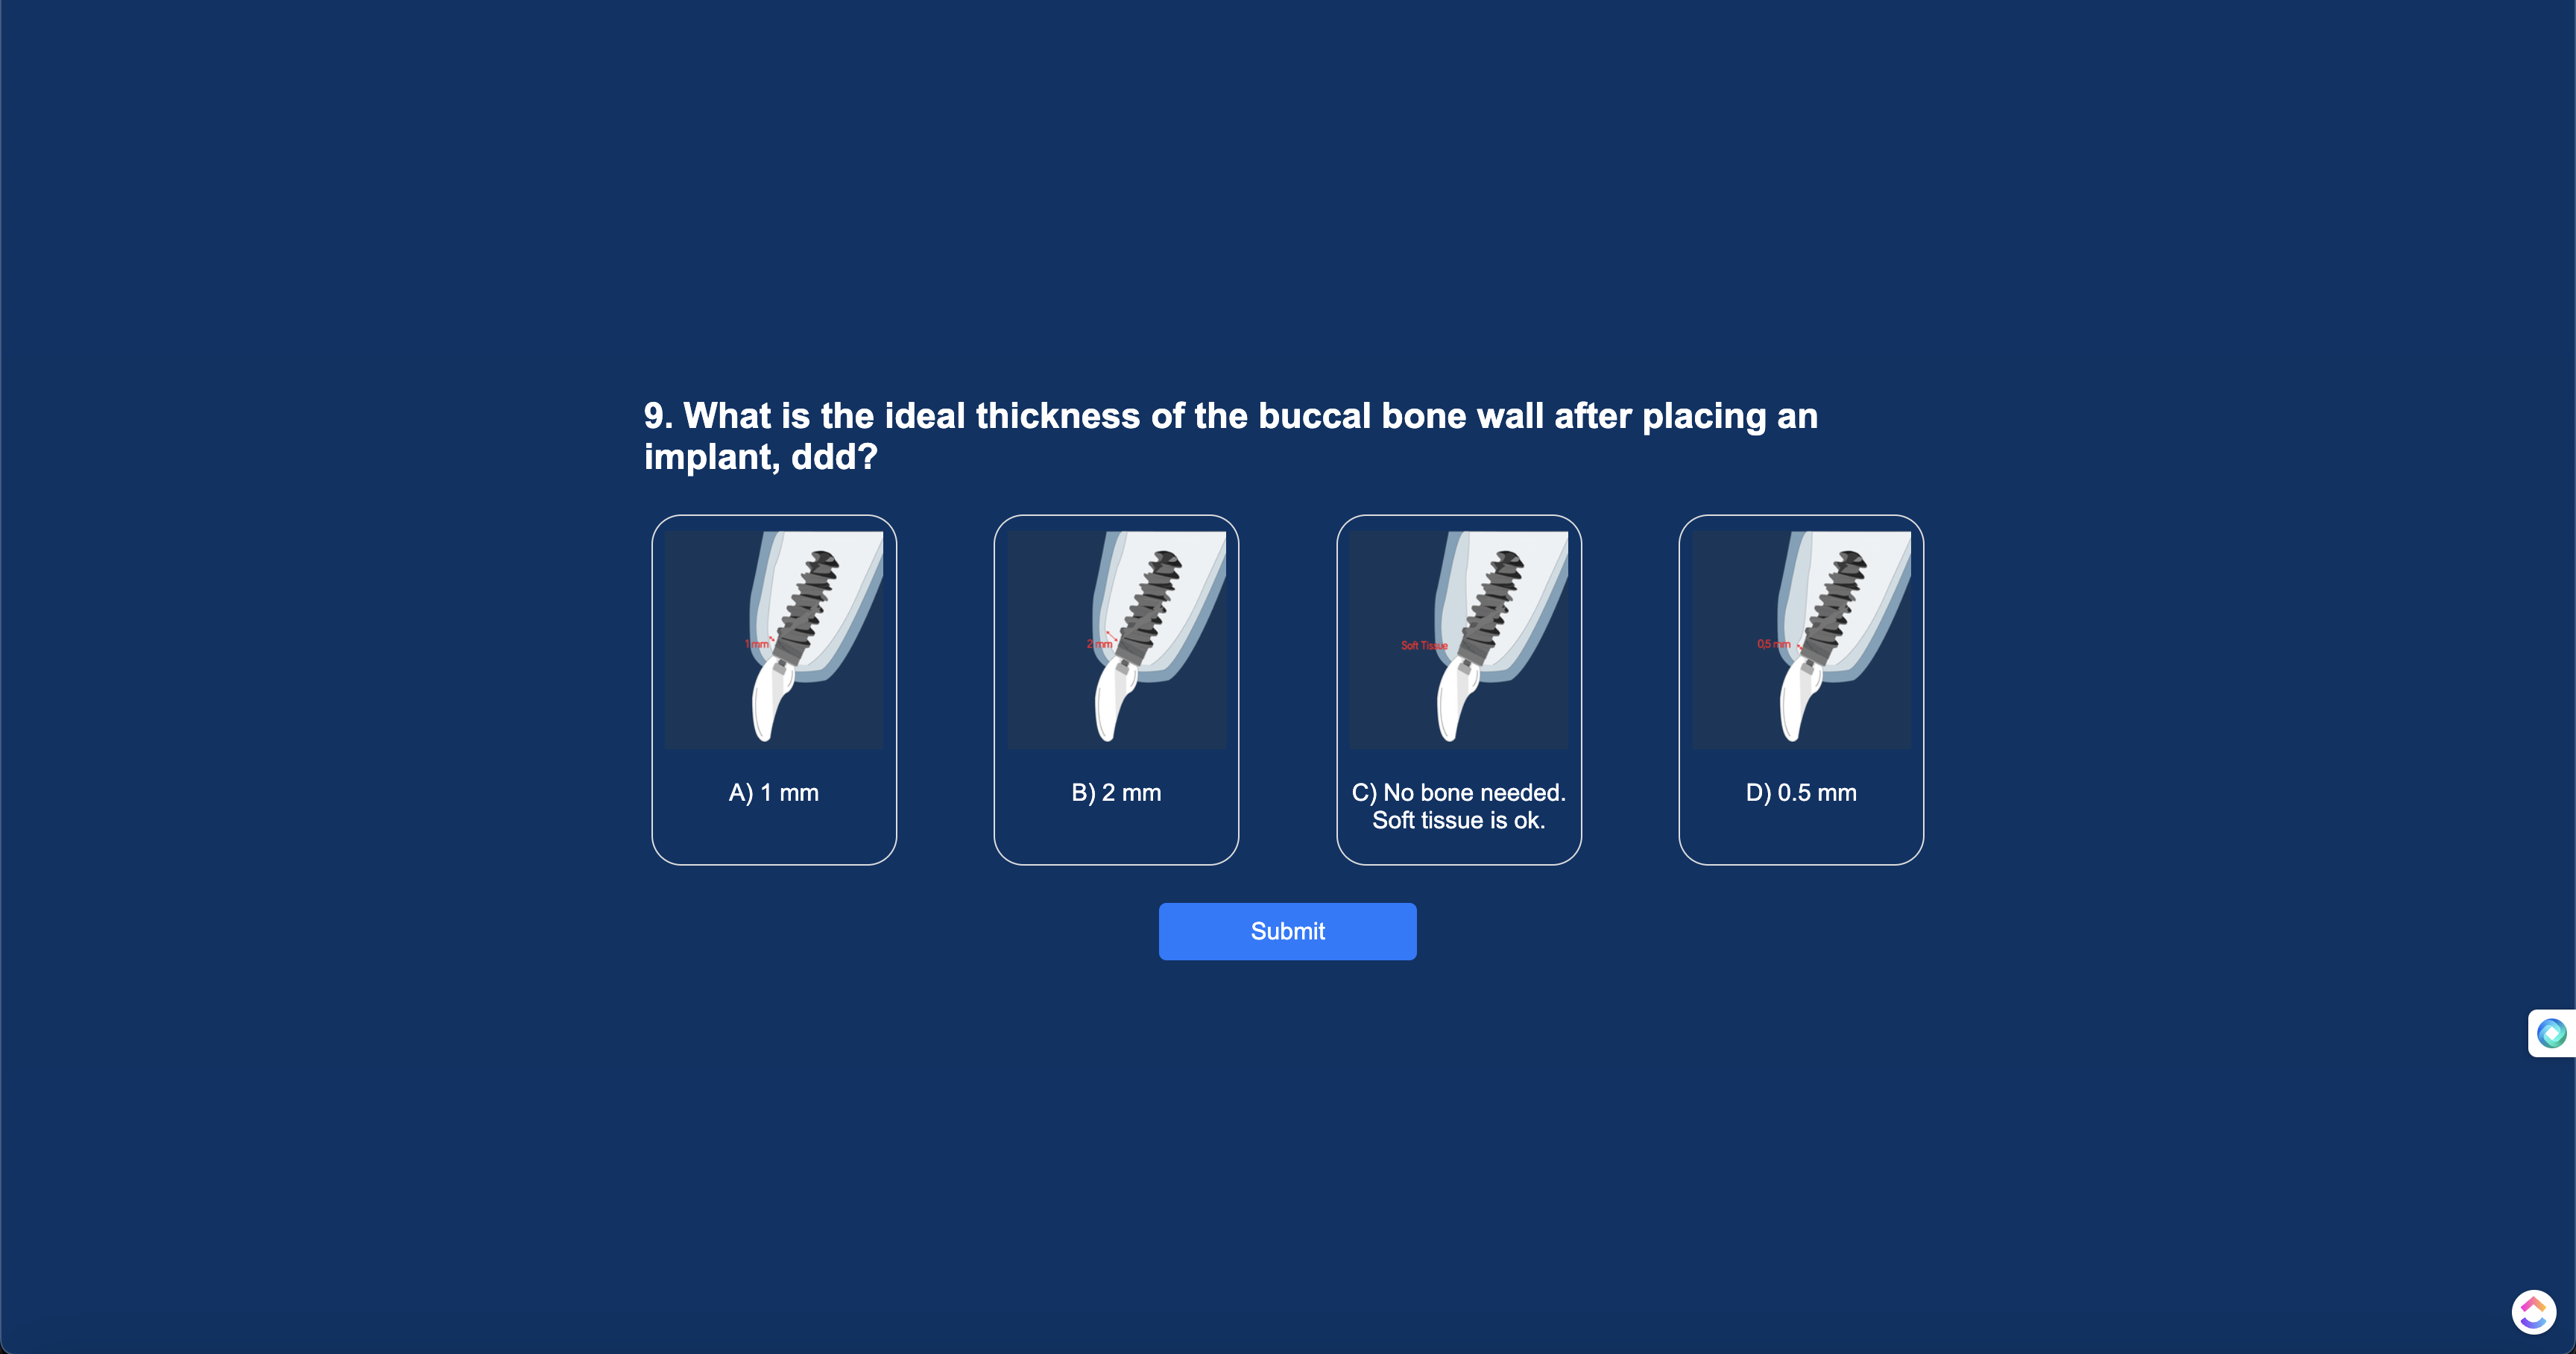 9. What is the ideal thickness of the buccal bone wall after placing an
implant, ddd?
1 mm
2 mm
Soft Tissue
0,5 mm
A) 1 mm
B) 2 mm
C) No bone needed.
Soft tissue is ok.
D) 0.5 mm
Submit